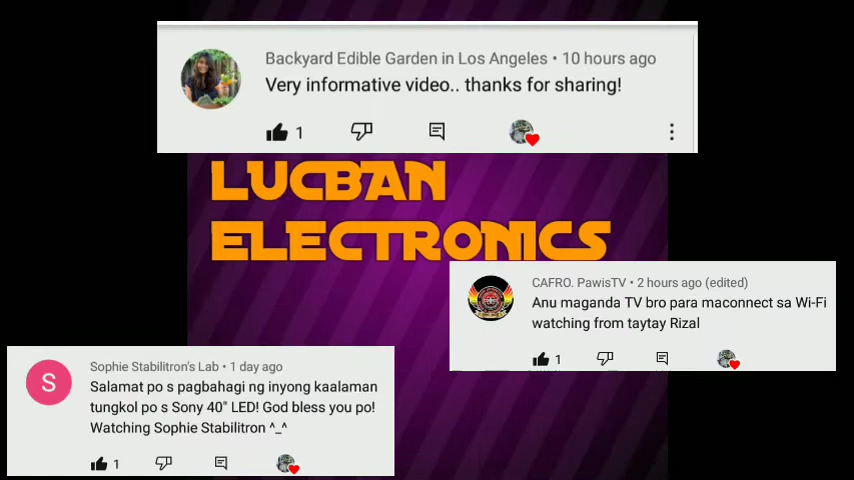 Backyard Edible Garden in Los Angeles • 10 hours ago
Very informative video.. thanks for sharing!
1
LUCBAN
ELECTRONICS
CAFRO. PawisTV • 2 hours ago (edited)
Anu maganda TV bro para maconnect sa Wi-Fi
watching from taytay Rizal
1
S
Sophie Stabilitron's Lab • 1 day ago
Salamat po s pagbahagi ng inyong kaalaman
tungkol po s Sony 40" LED! God bless you po!
Watching Sophie Stabilitron ^_^
1